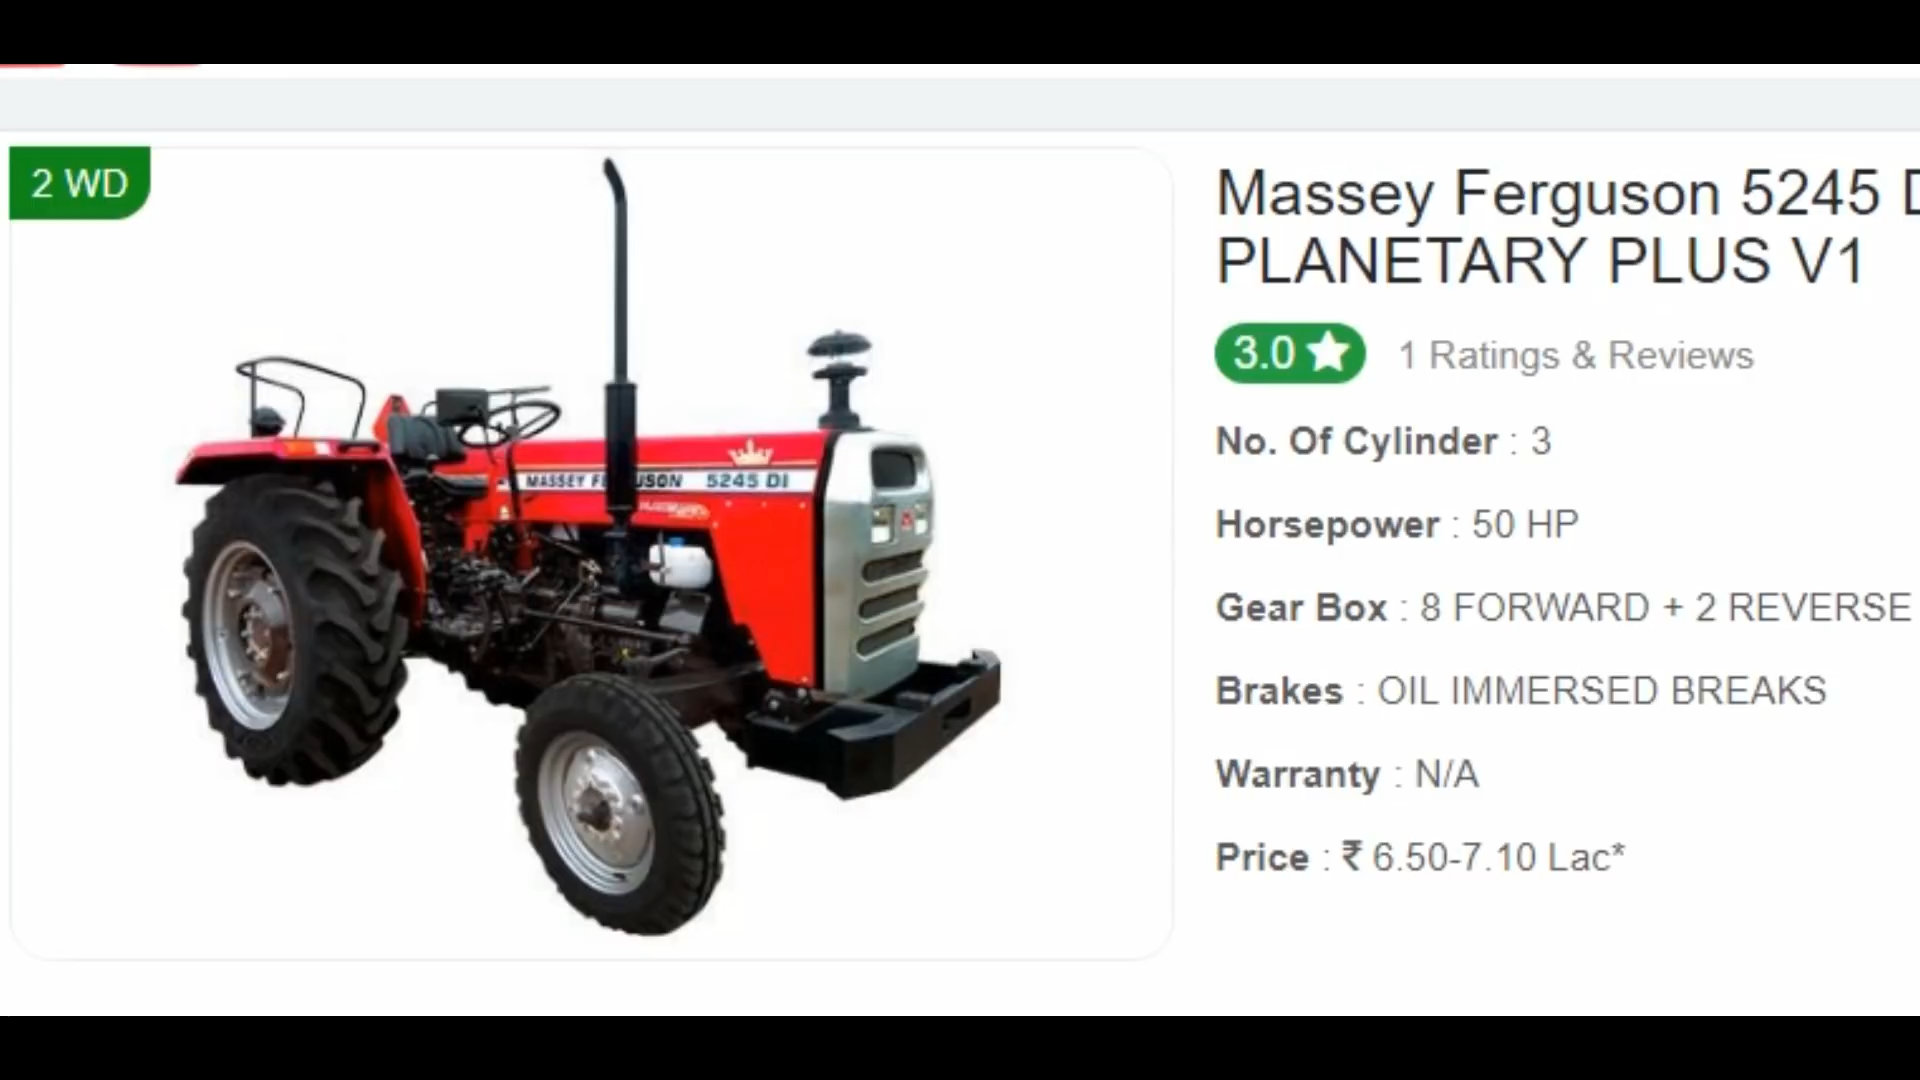 2 WD
Massey Ferguson 5245
PLANETARY PLUS V1
3.0 1 Ratings & Reviews
No. Of Cylinder : 3
Horsepower : 50 HP
Gear Box : 8 FORWARD + 2 REVERSE
Brakes : OIL IMMERSED BREAKS
Warranty : N/A
Price : ₹ 6.50-7.10 Lac*
MASSEY FERGUSON 5245 DI